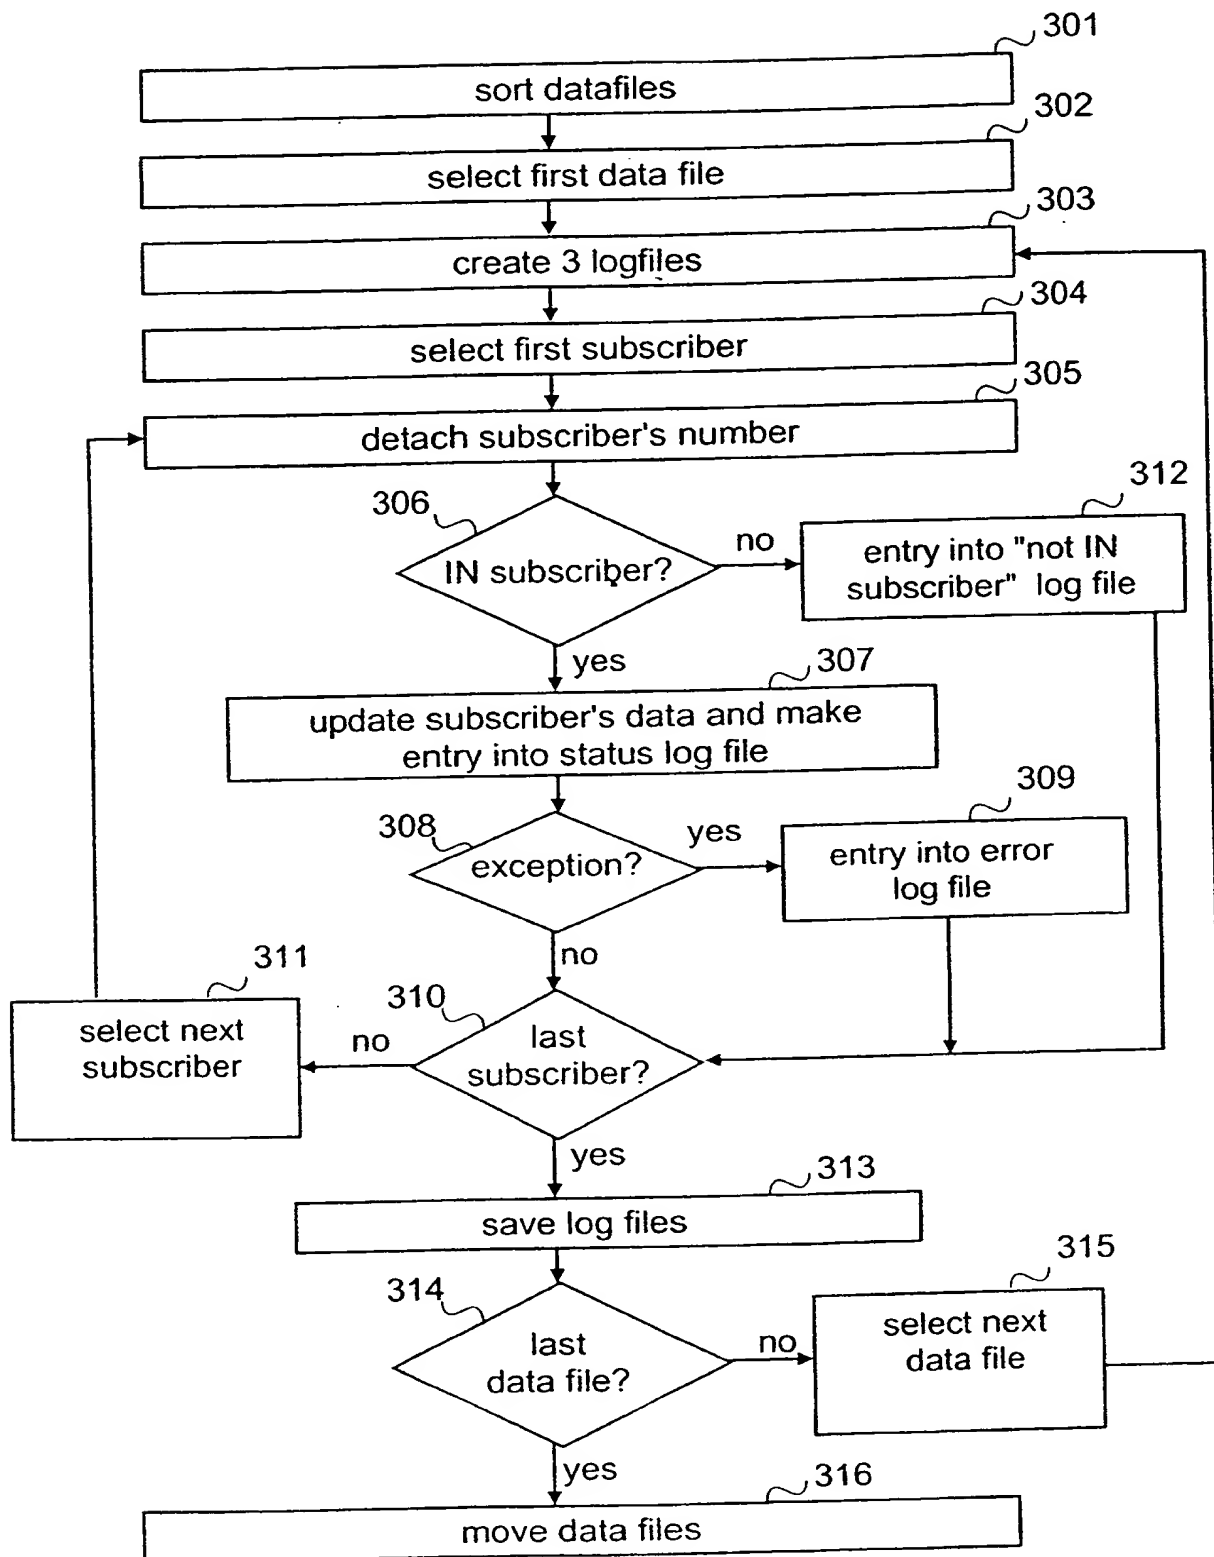 301
sort datafiles
302
select first data file
303
create 3 logfiles
304
select first subscriber
305
detach subscriber's number
306
IN subscriber?
no
312
entry into "not IN
subscriber" log file
yes
307
update subscriber's data and make
entry into status log file
308
exception?
yes
309
entry into error
log file
no
311
select next
subscriber
no
310
last
subscriber?
yes
313
save log files
314
last
data file?
no
315
select next
data file
yes
316
move data files